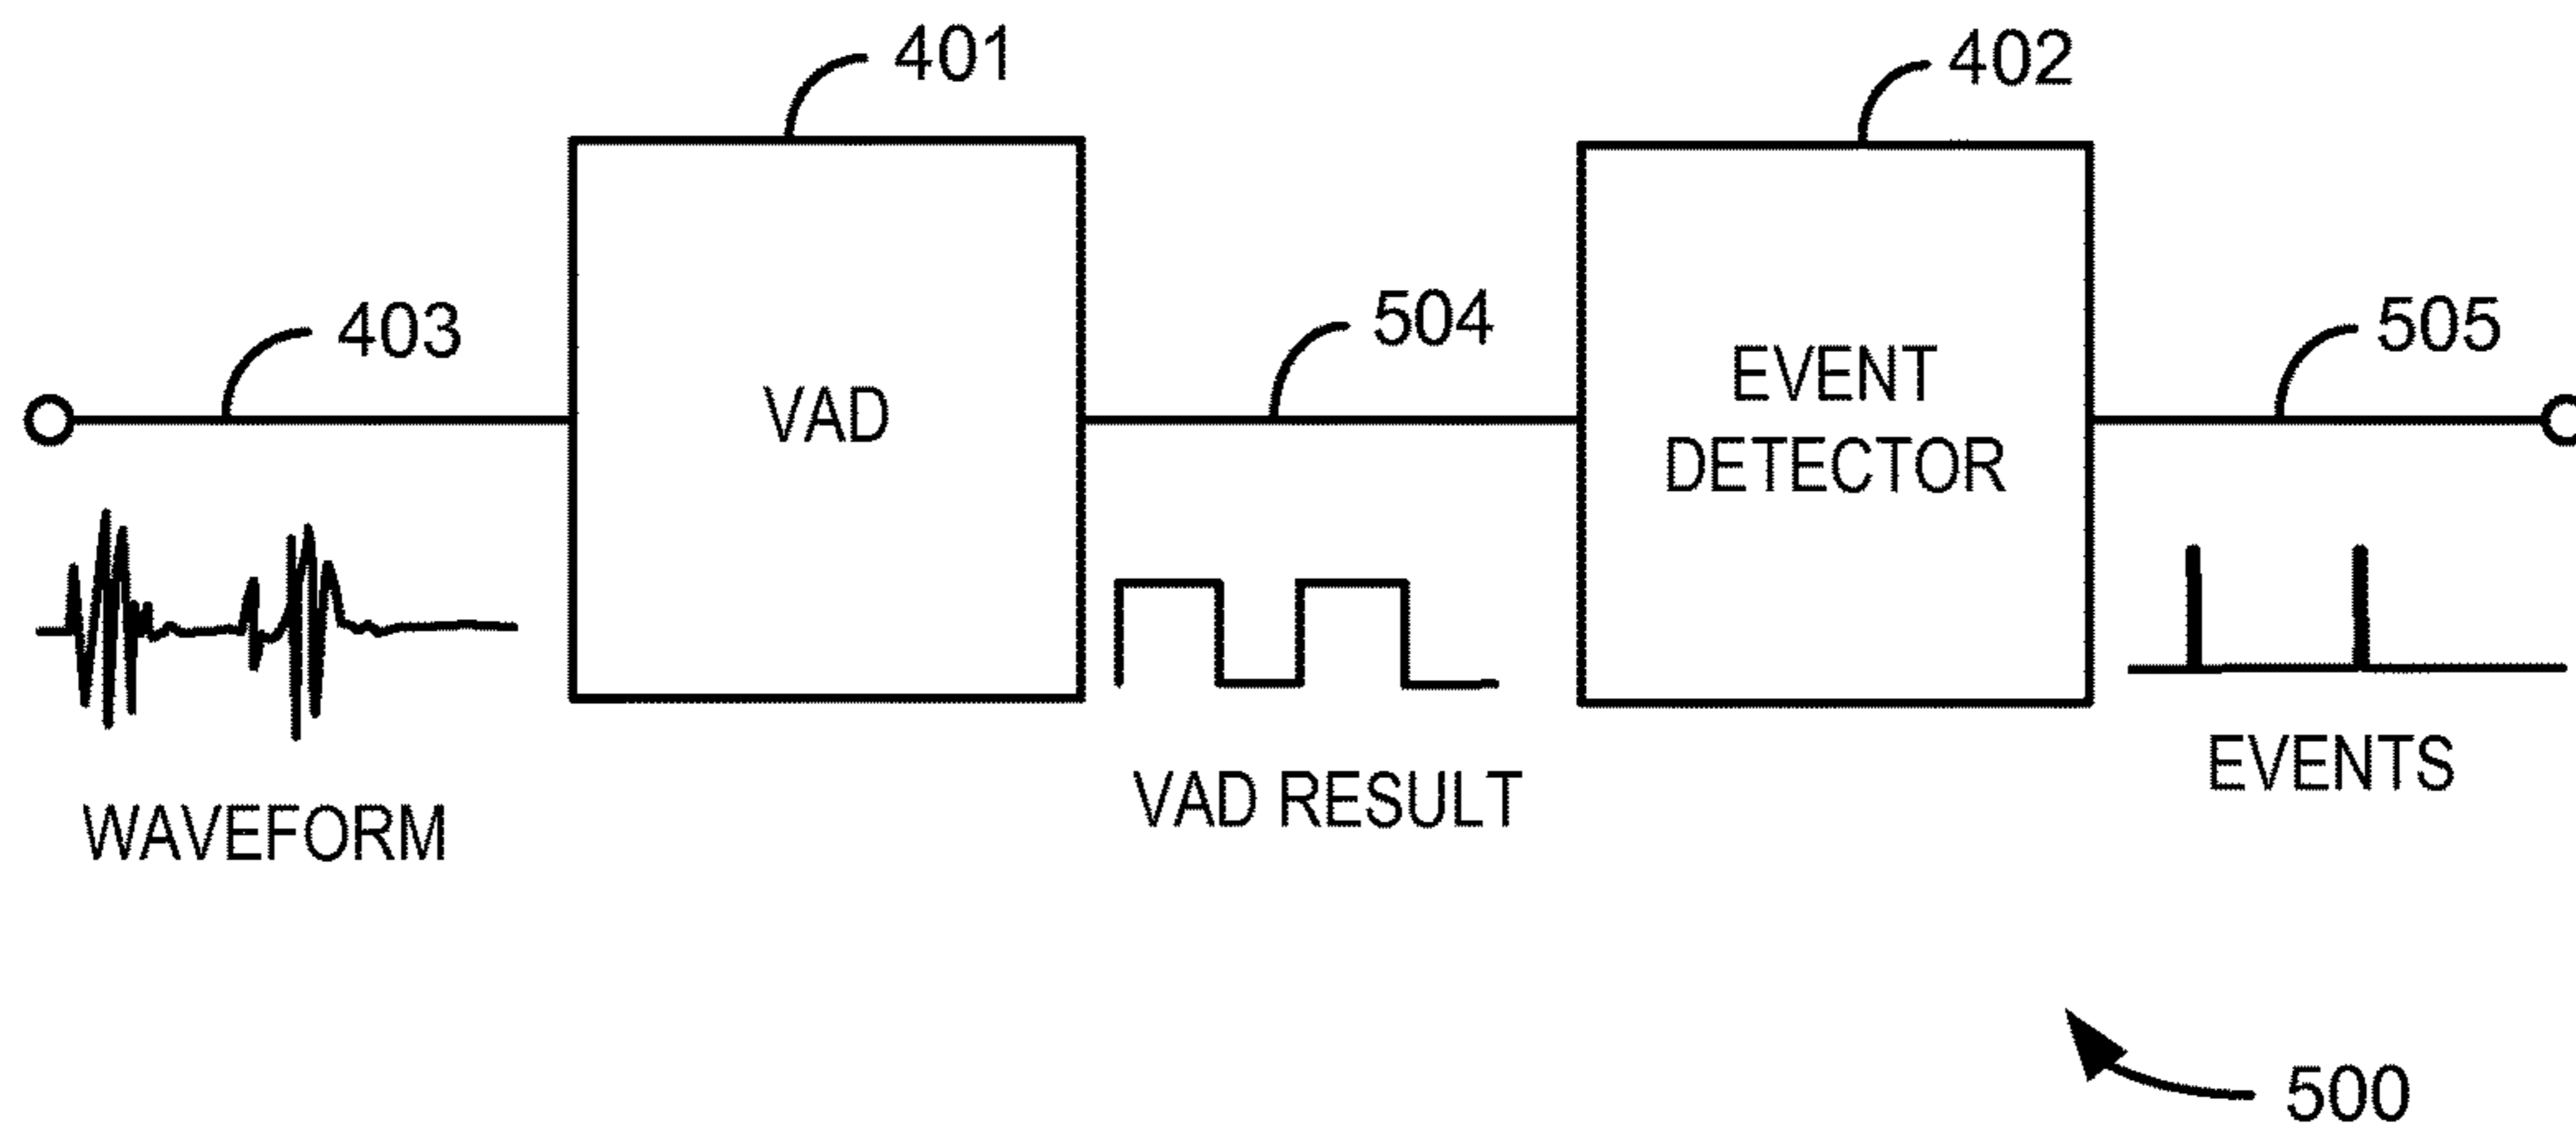 401
402
403
504
505
VAD
EVENT
DETECTOR
WAVEFORM
VAD RESULT
EVENTS
500